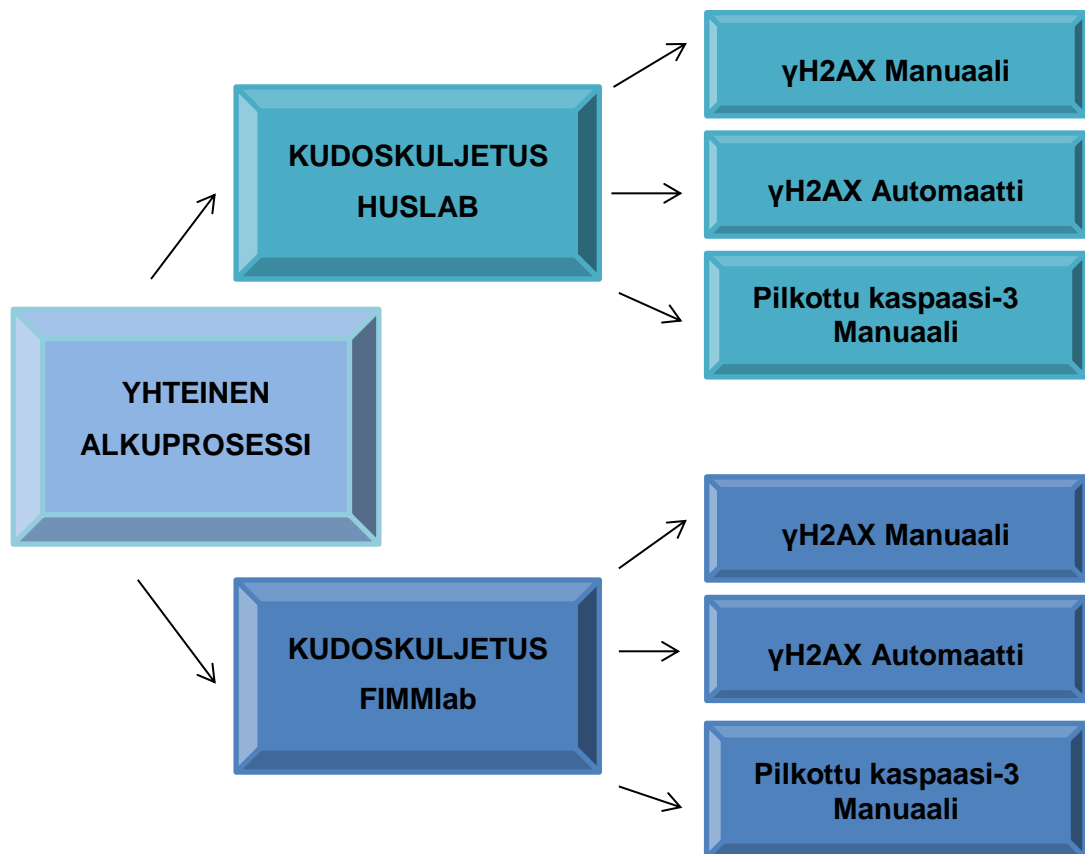 YHTEINEN
ALKUPROSESSI
KUDOSKULJETUS
HUSLAB
γH2AX Manuaali
γH2AX Automaatti
Pilkottu kaspaasi-3
Manuaali
KUDOSKULJETUS
FIMMlab
γH2AX Manuaali
γH2AX Automaatti
Pilkottu kaspaasi-3
Manuaali